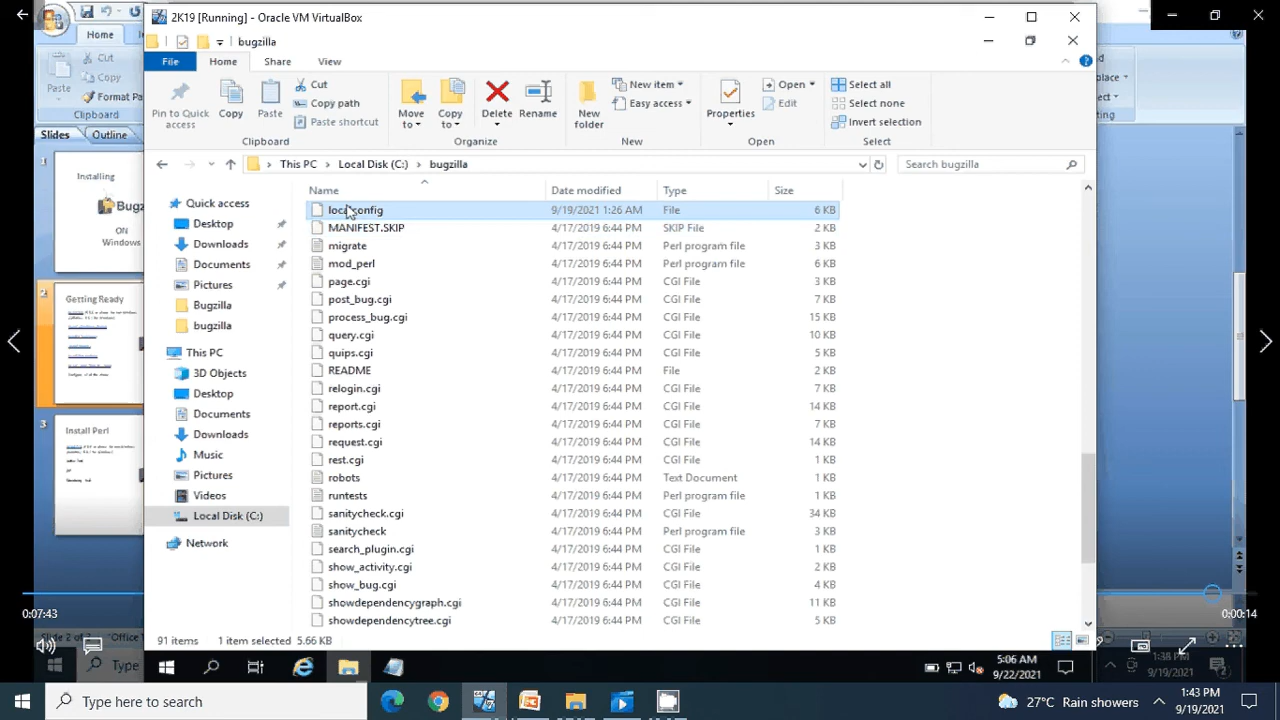 2K19 [Running] - Oracle VM VirtualBox
bugzilla
Home
File
Home
Share
View
Cut
Copy
Format Pa
Paste
Clipboard
Pin to Quick access
Copy
Paste
Cut
Copy path
Paste shortcut
Clipboard
Move to
Copy to
Delete
Rename
Organize
New folder
New item
Easy access
New
Properties
Open
Edit
Open
Select all
Select none
Invert selection
Select
Slides
Outline
This PC
Local Disk (C:)
bugzilla
Search bugzilla
1
Installing
Bugz
ON
Windows
2
Getting Ready
3
Install Perl
Quick access
Desktop
Downloads
Documents
Pictures
Bugzilla
bugzilla
This PC
3D Objects
Desktop
Documents
Downloads
Music
Pictures
Videos
Local Disk (C:)
Network
Name Date modified Type Size
localconfig 9/19/2021 1:26 AM File 6 KB
MANIFEST.SKIP 4/17/2019 6:44 PM SKIP File 2 KB
migrate 4/17/2019 6:44 PM Perl program file 3 KB
mod_perl 4/17/2019 6:44 PM Perl program file 6 KB
page.cgi 4/17/2019 6:44 PM CGI File 3 KB
post_bug.cgi 4/17/2019 6:44 PM CGI File 7 KB
process_bug.cgi 4/17/2019 6:44 PM CGI File 15 KB
query.cgi 4/17/2019 6:44 PM CGI File 10 KB
quips.cgi 4/17/2019 6:44 PM CGI File 5 KB
README 4/17/2019 6:44 PM File 2 KB
relogin.cgi 4/17/2019 6:44 PM CGI File 7 KB
report.cgi 4/17/2019 6:44 PM CGI File 14 KB
reports.cgi 4/17/2019 6:44 PM CGI File 7 KB
request.cgi 4/17/2019 6:44 PM CGI File 14 KB
rest.cgi 4/17/2019 6:44 PM CGI File 1 KB
robots 4/17/2019 6:44 PM Text Document 1 KB
runtests 4/17/2019 6:44 PM Perl program file 1 KB
sanitycheck.cgi 4/17/2019 6:44 PM CGI File 34 KB
sanitycheck 4/17/2019 6:44 PM Perl program file 3 KB
search_plugin.cgi 4/17/2019 6:44 PM CGI File 1 KB
show_activity.cgi 4/17/2019 6:44 PM CGI File 2 KB
show_bug.cgi 4/17/2019 6:44 PM CGI File 4 KB
showdependencygraph.cgi 4/17/2019 6:44 PM CGI File 11 KB
showdependencytree.cgi 4/17/2019 6:44 PM CGI File 5 KB
0:07:43
0:00:14
91 items 1 item selected 5.66 KB
Slide 2 of
Type
5:06 AM
9/22/2021
1:38 PM
9/19/2021
Type here to search
27°C Rain showers
1:43 PM
9/19/2021